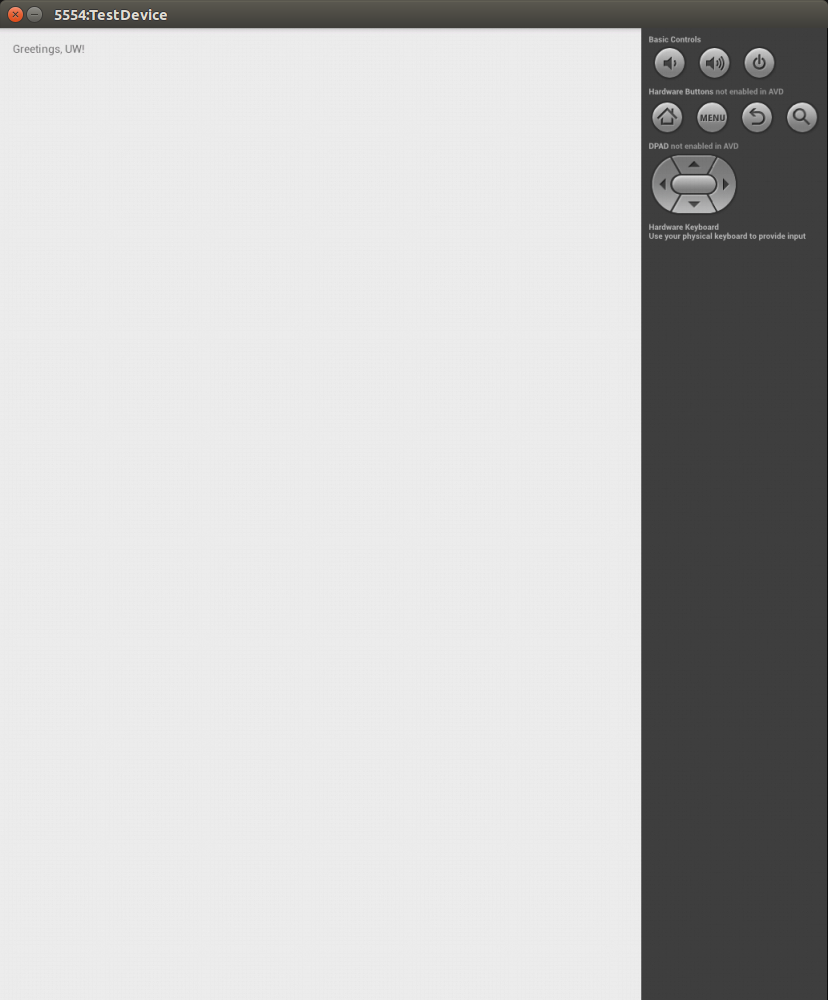 5554:TestDevice
Greetings, UW!
Basic Controls
Hardware Buttons not enabled in AVD
MENU
DPAD not enabled in AVD
Hardware Keyboard
Use your physical keyboard to provide input